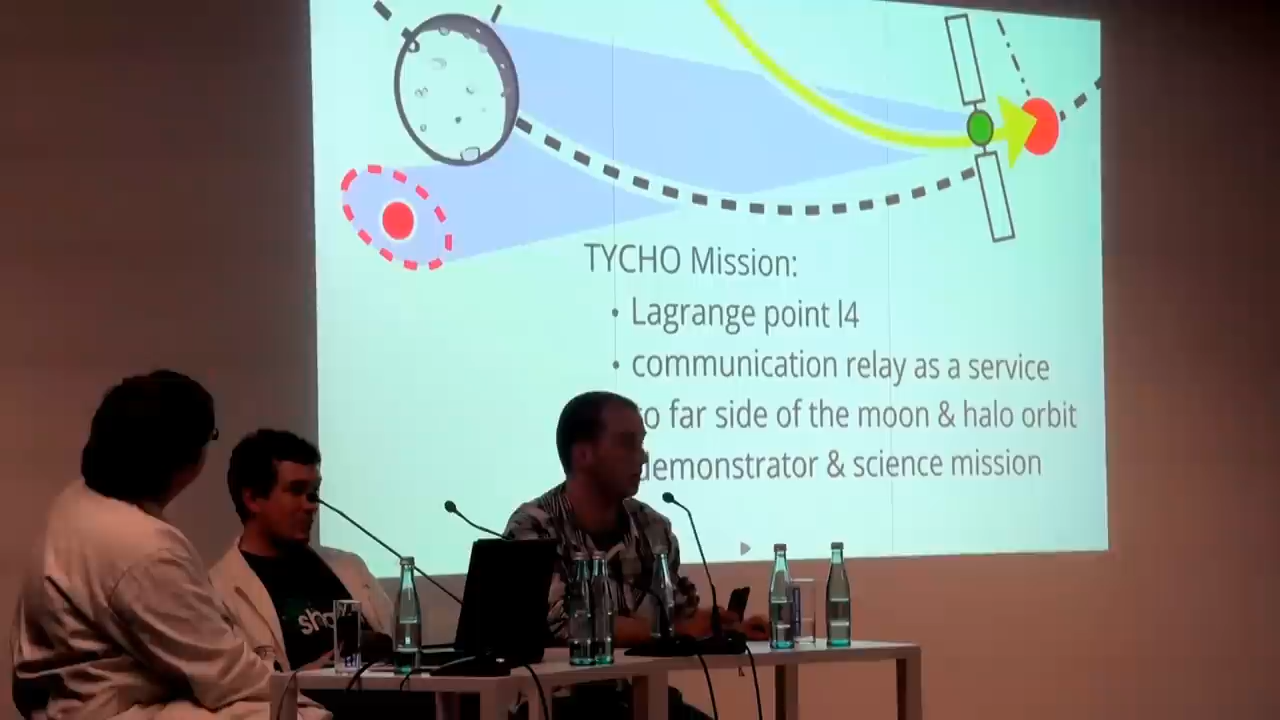 TYCHO Mission:
• Lagrange point l4
• communication relay as a service
far side of the moon & halo orbit
demonstrator & science mission